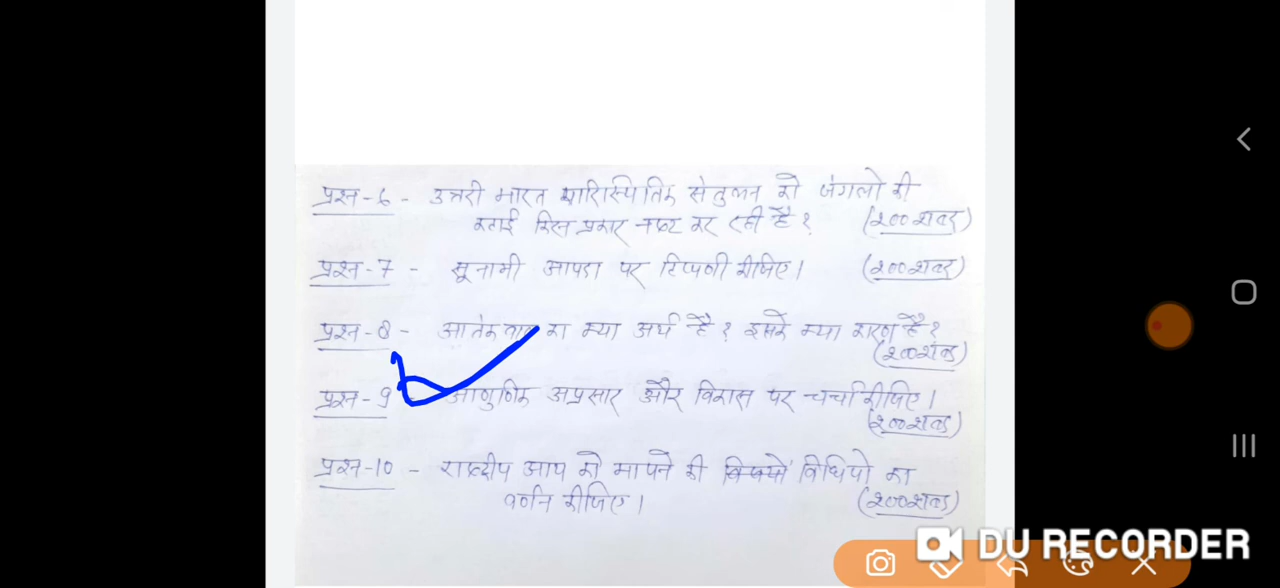 प्रश्न-6 - उत्तरी भारत पारिस्थितिक संतुलन को जंगलो की
कटाई किस प्रकार नष्ट कर रही है? (200शब्द)
प्रश्न-7 - सूनामी आपदा पर टिप्पणी कीजिए। (200शब्द)
प्रश्न-8 - आतंकवाद का क्या अर्थ है? इसके क्या कारण है?
(200शब्द)
प्रश्न-9 - आणुविक अप्रसार और विकास पर चर्चा कीजिए।
(200शब्द)
प्रश्न-10 - राष्ट्रीय आय को मापने की विधियो का
वर्णन कीजिए। (200शब्द)
DU RECORDER